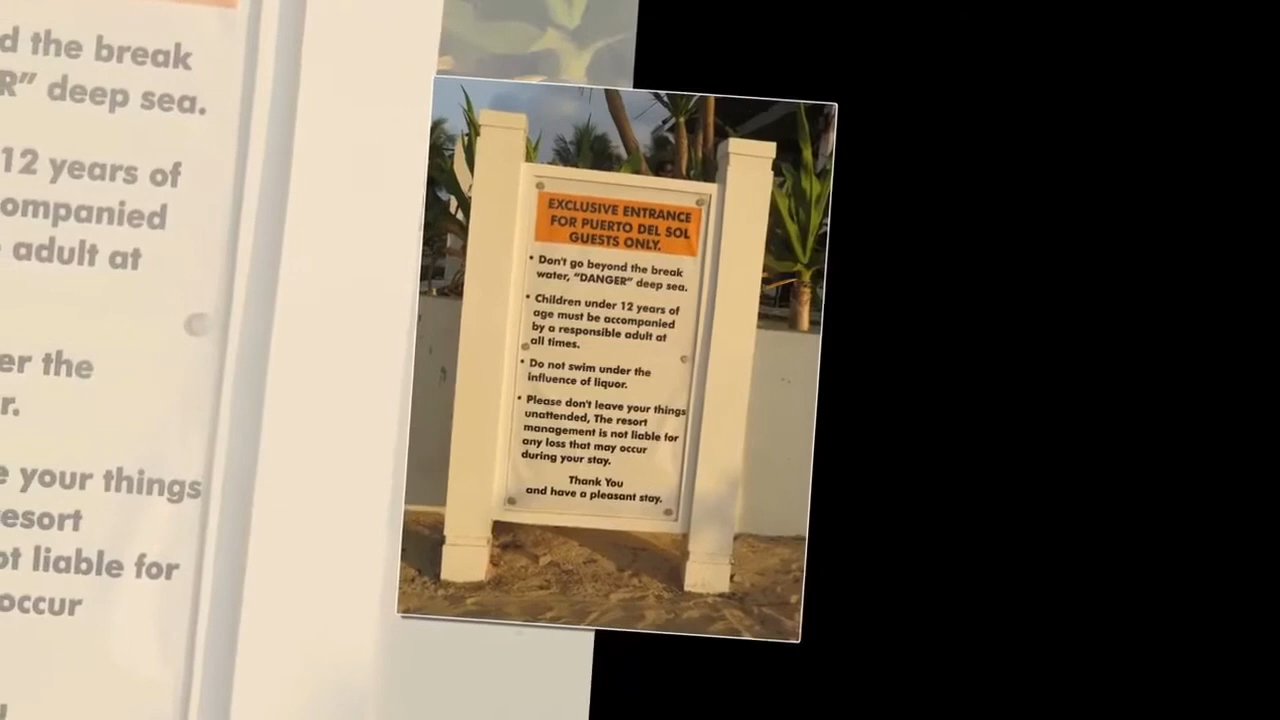 EXCLUSIVE ENTRANCE
FOR PUERTO DEL SOL
GUESTS ONLY.
• Don't go beyond the break
water, “DANGER” deep sea.
• Children under 12 years of
age must be accompanied
by a responsible adult at
all times.
• Do not swim under the
influence of liquor.
• Please don't leave your things
unattended, The resort
management is not liable for
any loss that may occur
during your stay.
Thank You
and have a pleasant stay.
d the break
R” deep sea.
12 years of
ompanied
adult at
er the
r.
e your things
esort
ot liable for
occur